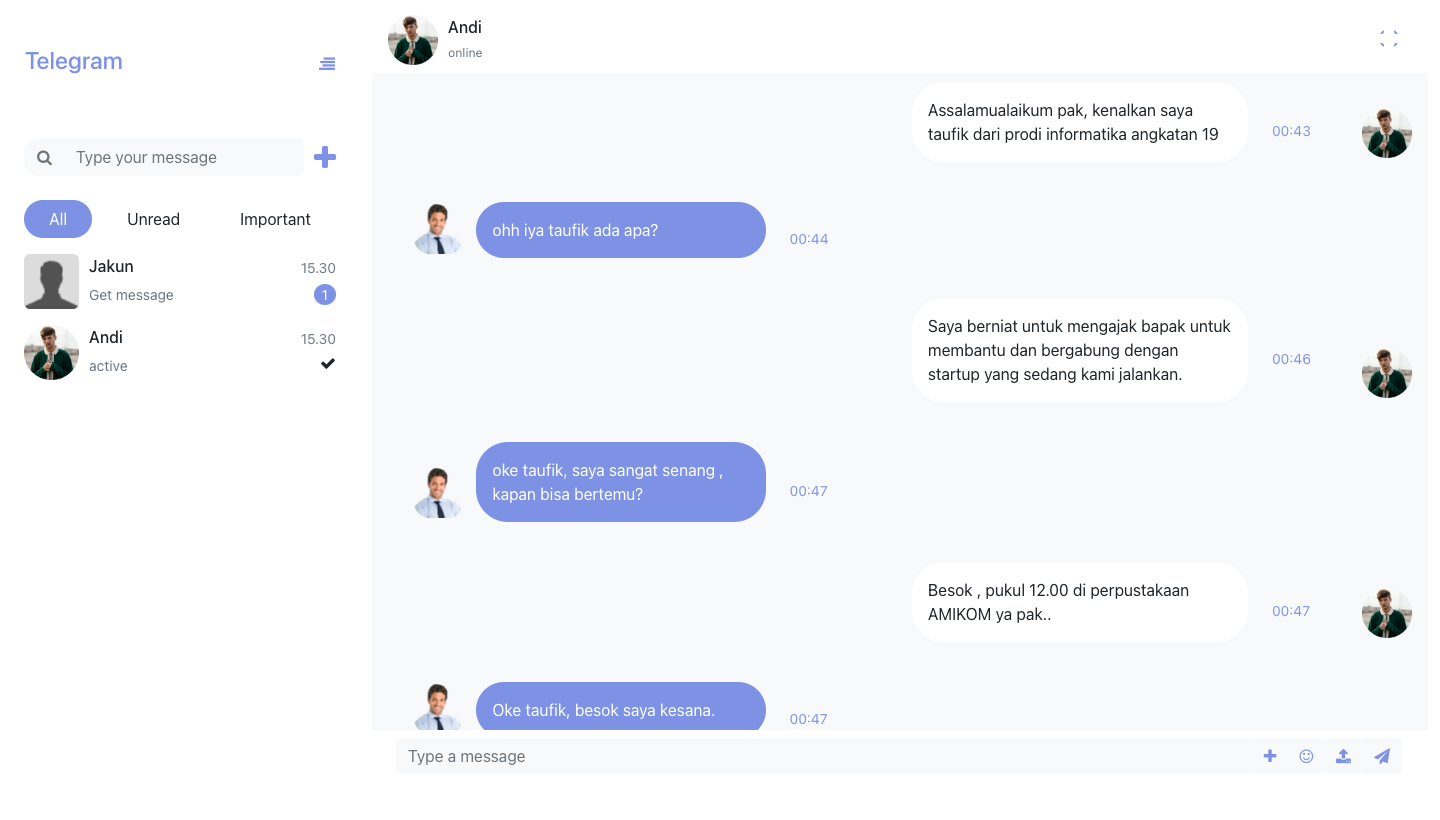 Telegram
Type your message
All
Unread
Important
Jakun
15.30
Get message
1
Andi
15.30
active
Andi
online
Assalamualaikum pak, kenalkan saya
taufik dari prodi informatika angkatan 19
00:43
ohh iya taufik ada apa?
00:44
Saya berniat untuk mengajak bapak untuk
membantu dan bergabung dengan
startup yang sedang kami jalankan.
00:46
oke taufik, saya sangat senang ,
kapan bisa bertemu?
00:47
Besok , pukul 12.00 di perpustakaan
AMIKOM ya pak..
00:47
Oke taufik, besok saya kesana.
00:47
Type a message